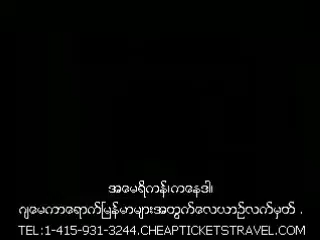 အမေရိကန်၊ကနေဒါ၊
ဂျမေကာရောက်မြန်မာများအတွက်လေယာဉ်လက်မှတ် .
TEL:1-415-931-3244.CHEAPTICKETSTRAVEL.COM